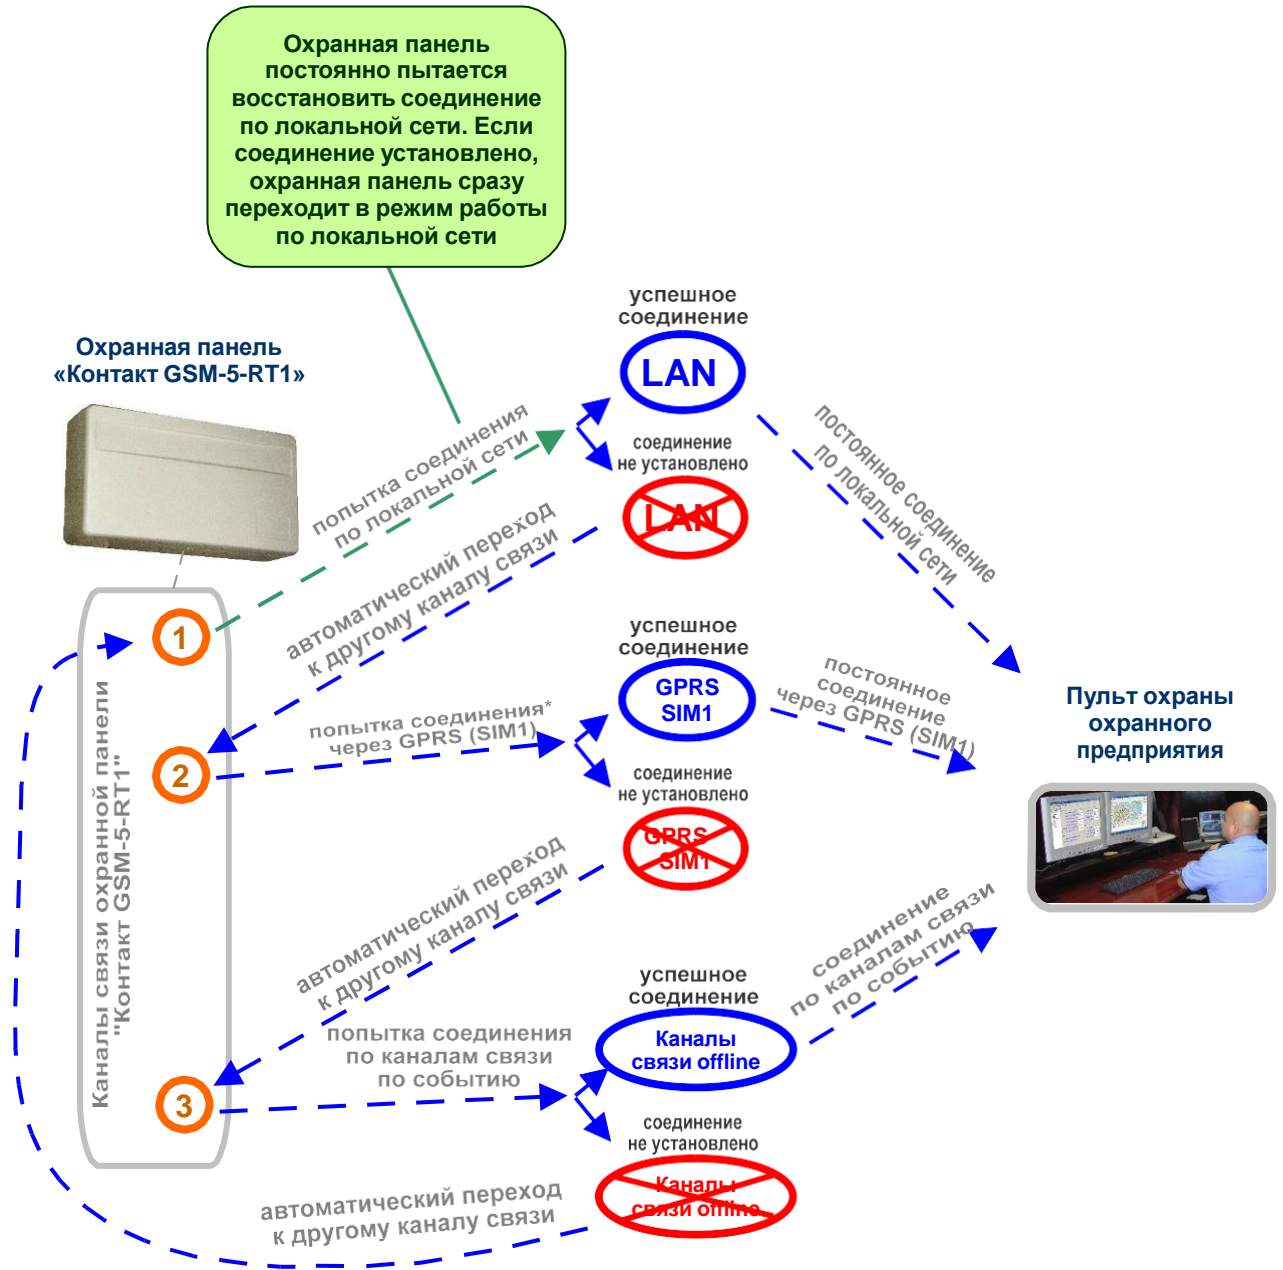 Охранная панель
постоянно пытается
восстановить соединение
по локальной сети. Если
соединение установлено,
охранная панель сразу
переходит в режим работы
по локальной сети
успешное
соединение
LAN
Охранная панель
«Контакт GSM-5-RT1»
попытка соединения
по локальной сети
соединение
не установлено
LAN
постоянное соединение
по локальной сети
автоматический переход
к другому каналу связи
Каналы связи охранной панели
"Контакт GSM-5-RT1"
1
успешное
соединение
GPRS
SIM1
постоянное
соединение
через GPRS (SIM1)
Пульт охраны
охранного
предприятия
попытка соединения*
через GPRS (SIM1)
2
соединение
не установлено
GPRS
SIM1
автоматический переход
к другому каналу связи
соединение
по каналам связи
по событию
успешное
соединение
Каналы
связи offline
попытка соединения
по каналам связи
по событию
3
соединение
не установлено
Каналы
связи offline
автоматический переход
к другому каналу связи